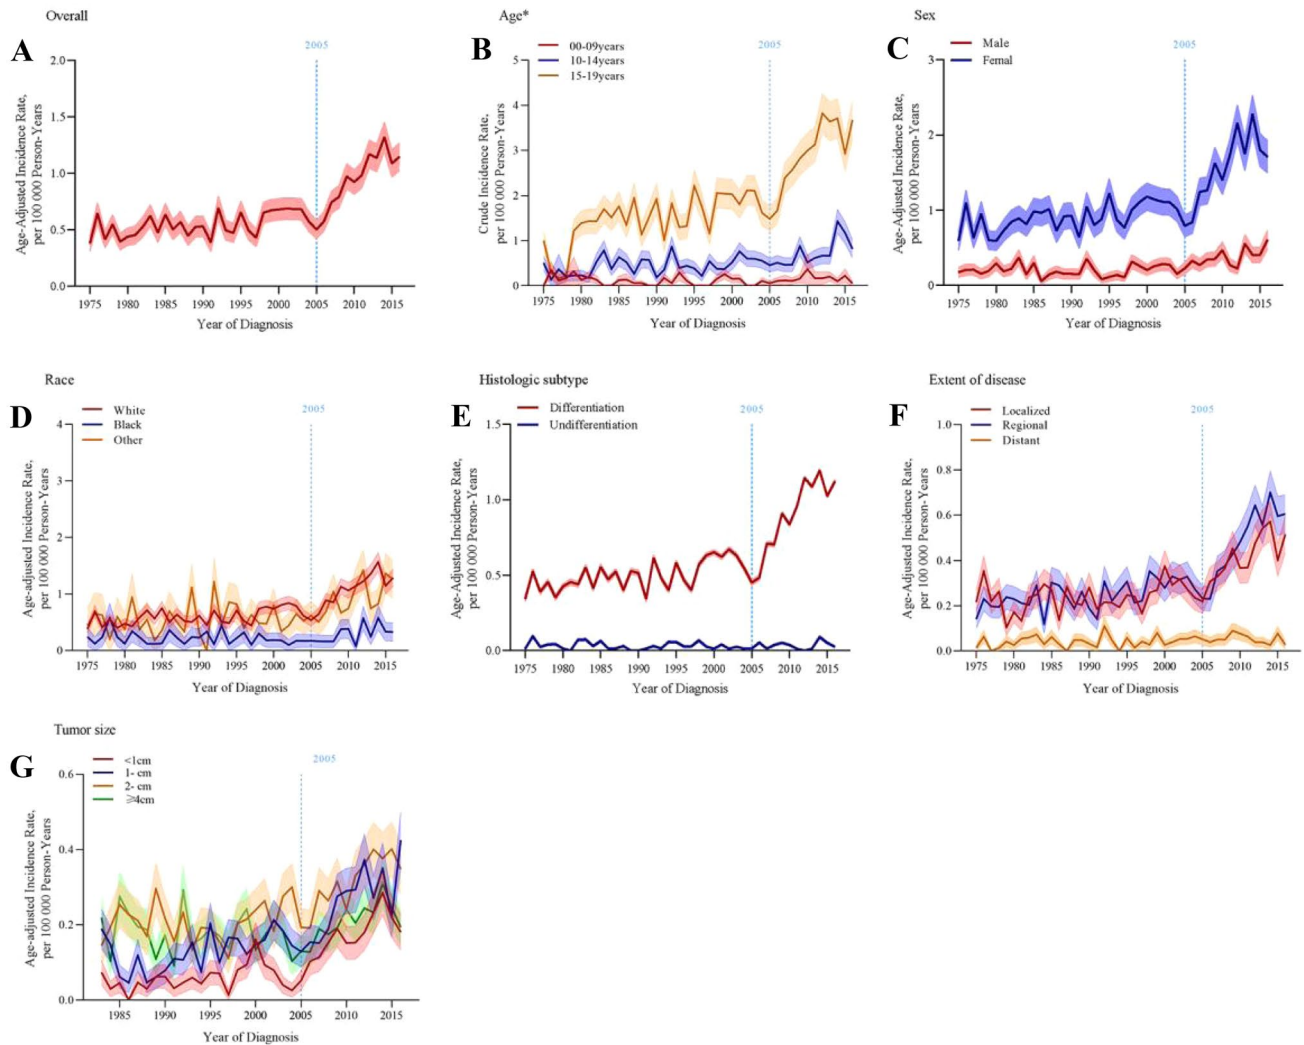 Overall
A
2005
Age-Adjusted Incidence Rate,
per 100 000 Person-Years
2.0
1.5
1.0
0.5
0.0
1975 1980 1985 1990 1995 2000 2005 2010 2015
Year of Diagnosis
Age*
B
00-09years
10-14years
15-19years
2005
Crude Incidence Rate,
per 100 000 Person-Years
5
4
3
2
1
0
1975 1980 1985 1990 1995 2000 2005 2010 2015
Year of Diagnosis
Sex
C
Male
Femal
2005
Age-Adjusted Incidence Rate,
per 100 000 Person-Years
3
2
1
0
1975 1980 1985 1990 1995 2000 2005 2010 2015
Year of Diagnosis
Race
D
White
Black
Other
2005
Age-adjusted Incidence Rate,
per 100 000 Person-Years
4
3
2
1
0
1975 1980 1985 1990 1995 2000 2005 2010 2015
Year of Diagnosis
Histologic subtype
E
Differentiation
Undifferentiation
2005
Age-Adjusted Incidence Rate,
per 100 000 Person-Years
1.5
1.0
0.5
0.0
1975 1980 1985 1990 1995 2000 2005 2010 2015
Year of Diagnosis
Extent of disease
F
Localized
Regional
Distant
2005
Age-Adjusted Incidence Rate,
per 100 000 Person-Years
1.0
0.8
0.6
0.4
0.2
0.0
1975 1980 1985 1990 1995 2000 2005 2010 2015
Year of Diagnosis
Tumor size
G
<1cm
1- cm
2- cm
⩾4cm
2005
Age-adjusted Incidence Rate,
per 100 000 Person-Years
0.6
0.4
0.2
0.0
1985 1990 1995 2000 2005 2010 2015
Year of Diagnosis